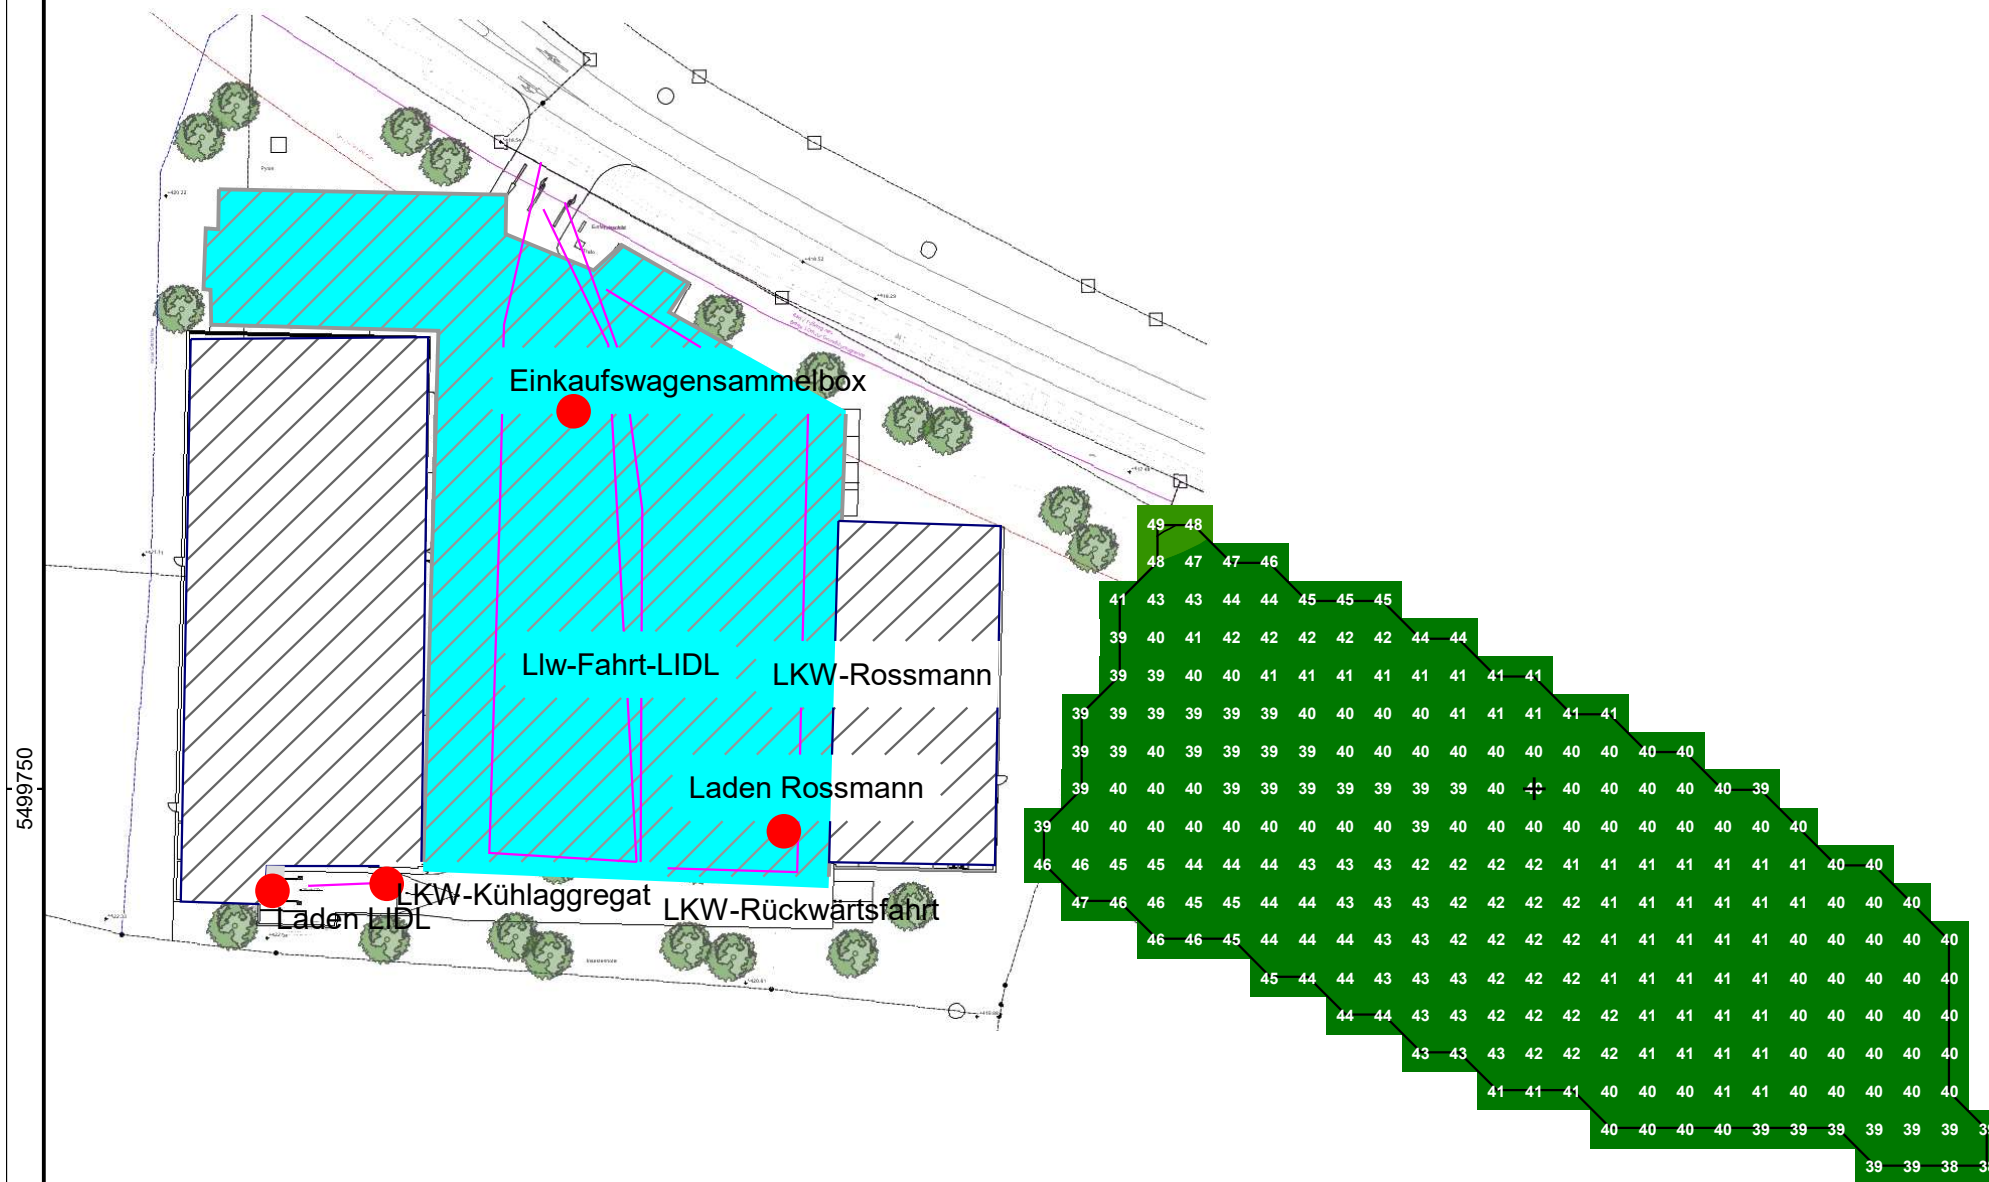 Einkaufswagensammelbox
Llw-Fahrt-LIDL
LKW-Rossmann
Laden Rossmann
LKW-Kühlaggregat
LKW-Rückwärtsfahrt
Laden LIDL
5499750
49 48
48 47 47 46
41 43 43 44 44 45 45 45
39 40 41 42 42 42 42 42 44 44
39 39 40 40 41 41 41 41 41 41 41 41
39 39 39 39 39 39 40 40 40 40 41 41 41 41 41
39 39 40 39 39 39 39 40 40 40 40 40 40 40 40 40 40
39 40 40 40 39 39 39 39 39 39 39 40 40 40 40 40 40 40 39
39 40 40 40 40 40 40 40 40 40 39 40 40 40 40 40 40 40 40 40 40
46 46 45 45 44 44 44 43 43 43 42 42 42 42 41 41 41 41 41 41 41 40 40
47 46 46 45 45 44 44 43 43 43 42 42 42 42 41 41 41 41 41 41 40 40 40
46 46 45 44 44 44 43 43 42 42 42 42 41 41 41 41 41 40 40 40 40 40
45 44 44 43 43 43 42 42 42 41 41 41 41 41 40 40 40 40 40
44 44 43 43 42 42 42 42 41 41 41 41 40 40 40 40 40
43 43 43 42 42 42 41 41 41 41 40 40 40 40 40
41 41 41 40 40 40 41 41 40 40 40 40 40
40 40 40 40 39 39 39 39 39 39
39 39 38